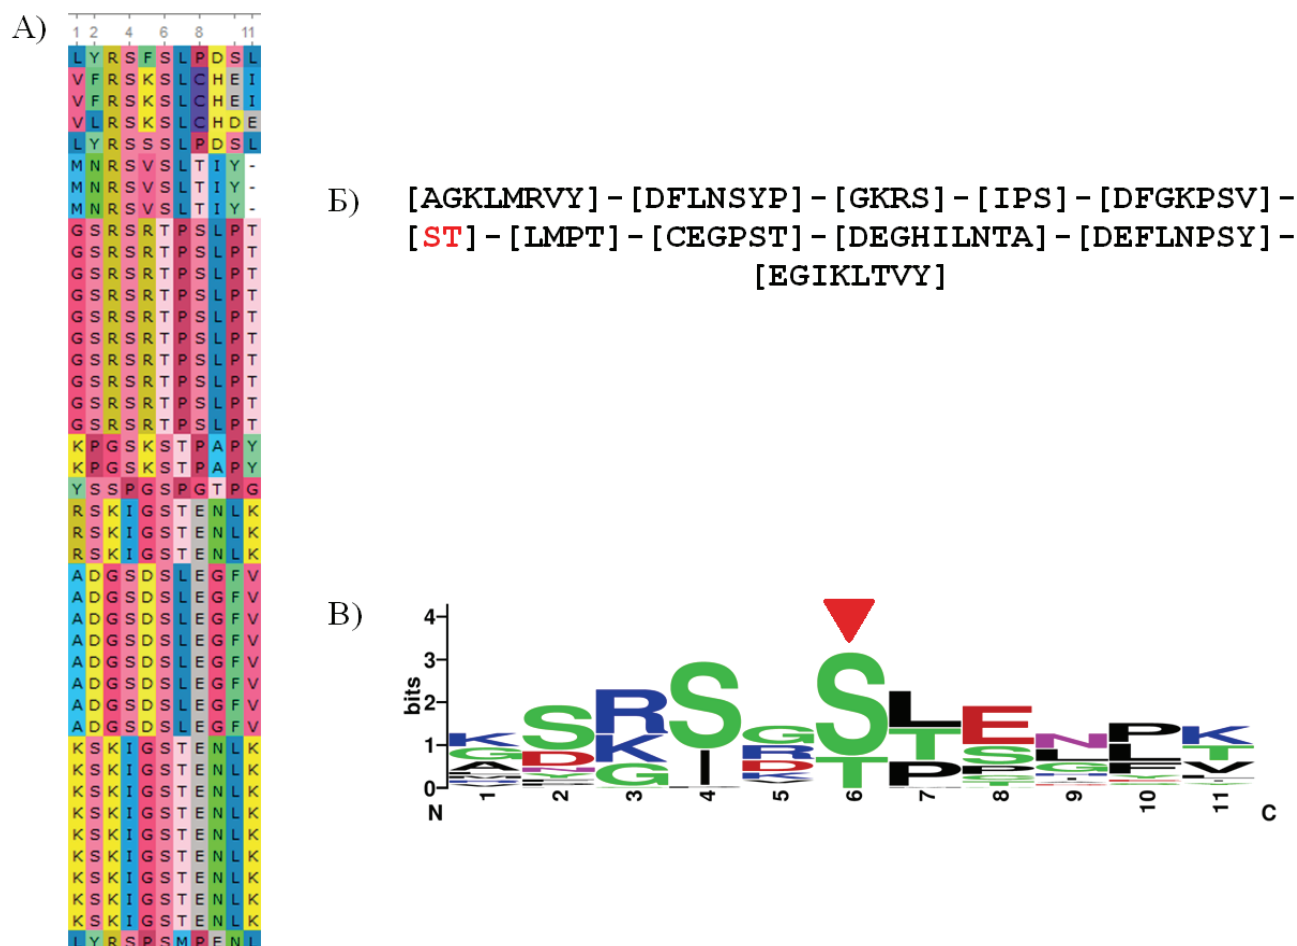 A)
1 2 4 6 8 11
L Y R S F S L P D S L
V F R S K S L C H E I
V F R S K S L C H E I
V L R S K S L C H D E
L Y R S S S L P D S L
M N R S V S L T I Y -
M N R S V S L T I Y -
M N R S V S L T I Y -
G S R S R T P S L P T
G S R S R T P S L P T
G S R S R T P S L P T
G S R S R T P S L P T
G S R S R T P S L P T
G S R S R T P S L P T
G S R S R T P S L P T
G S R S R T P S L P T
G S R S R T P S L P T
G S R S R T P S L P T
K P G S K S T P A P Y
K P G S K S T P A P Y
Y S S P G S P G T P G
R S K I G S T E N L K
R S K I G S T E N L K
R S K I G S T E N L K
A D G S D S L E G F V
A D G S D S L E G F V
A D G S D S L E G F V
A D G S D S L E G F V
A D G S D S L E G F V
A D G S D S L E G F V
A D G S D S L E G F V
A D G S D S L E G F V
K S K I G S T E N L K
K S K I G S T E N L K
K S K I G S T E N L K
K S K I G S T E N L K
K S K I G S T E N L K
K S K I G S T E N L K
K S K I G S T E N L K
K S K I G S T E N L K
K S K I G S T E N L K
L Y R S P S M P E N L
Б)
[AGKLMRVY]-[DFLNSYP]-[GKRS]-[IPS]-[DFGKPSV]-
[ST]-[LMPT]-[CEGPST]-[DEGHILNTA]-[DEFLNPSY]-
[EGIKLTVY]
В)
bits
4
3
2
1
0
K S R S G S L E N P K
G D K I R T T S L L T
A G D P P G F V
N 1 2 3 4 5 6 7 8 9 10 11 C